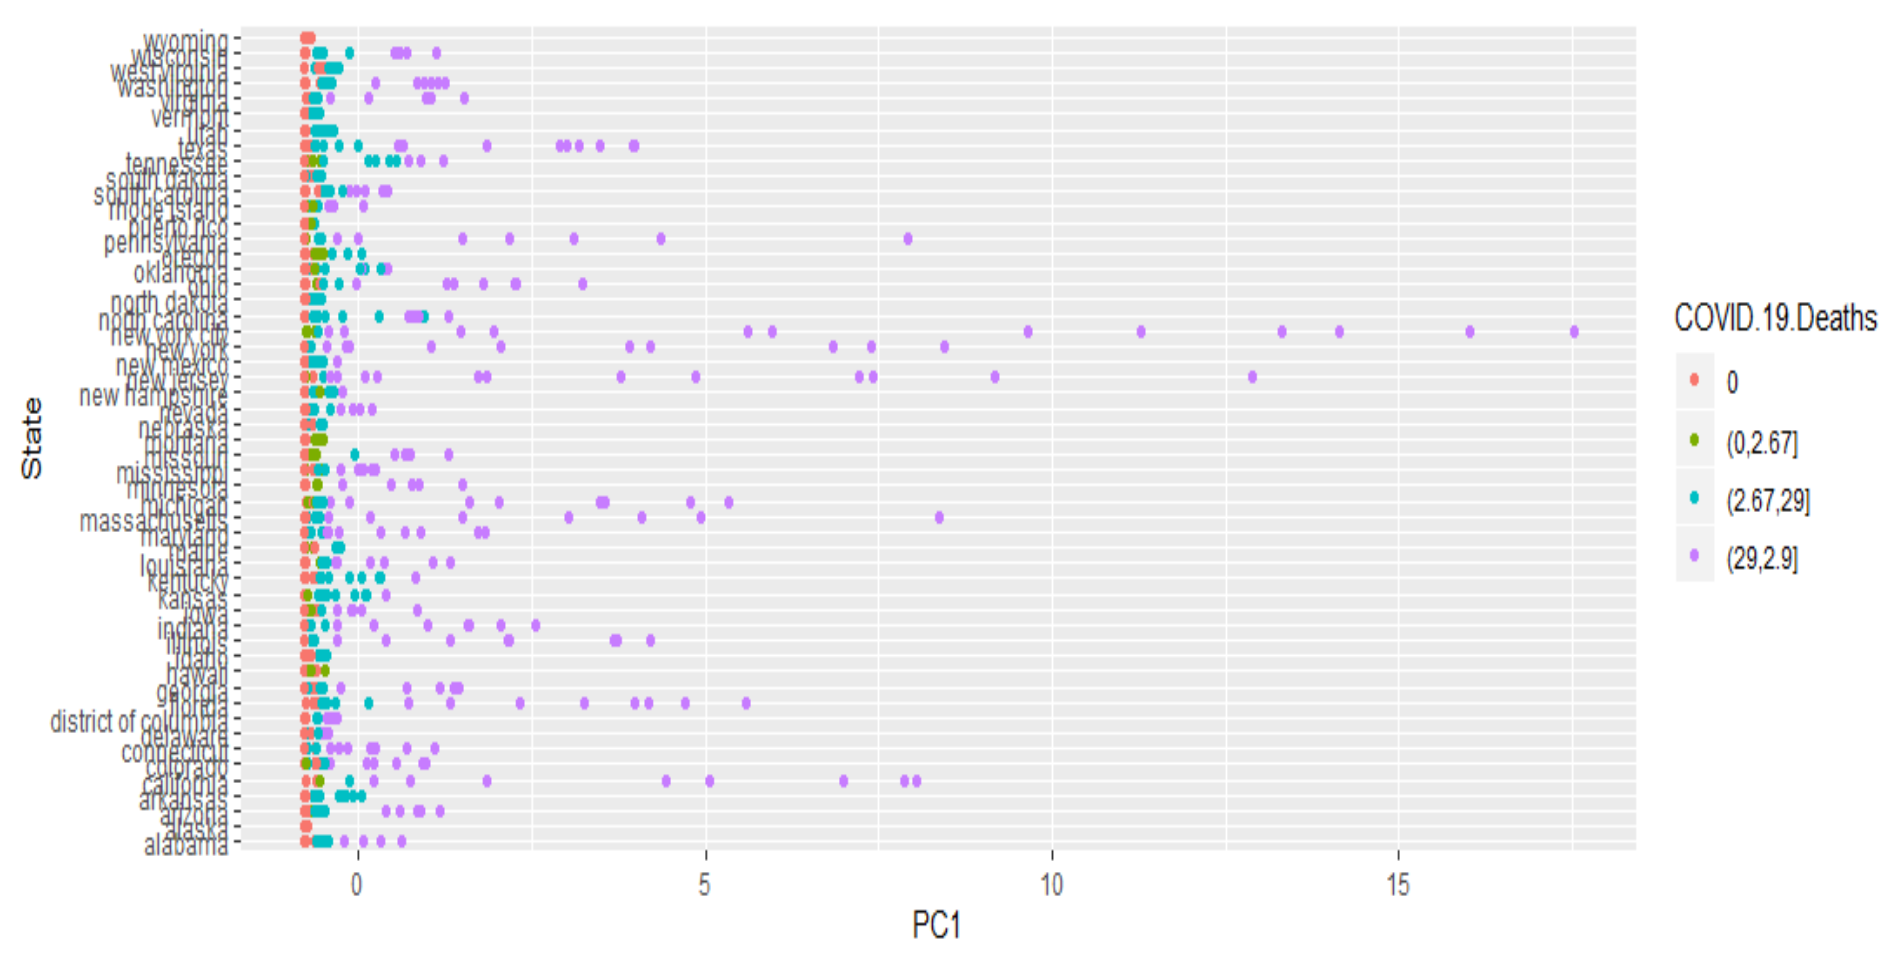 wyoming
wisconsin
west virginia
washington
virginia
vermont
utah
texas
tennessee
south dakota
south carolina
rhode island
puerto rico
pennsylvania
oregon
oklahoma
ohio
north dakota
north carolina
new york city
new york
new mexico
new jersey
new hampshire
nevada
nebraska
montana
missouri
mississippi
minnesota
michigan
massachusetts
maryland
maine
louisiana
kentucky
kansas
iowa
indiana
illinois
idaho
hawaii
georgia
florida
district of columbia
delaware
connecticut
colorado
california
arkansas
arizona
alaska
alabama
State
0 5 10 15
PC1
COVID.19.Deaths
0
(0,2.67]
(2.67,29]
(29,2.9]